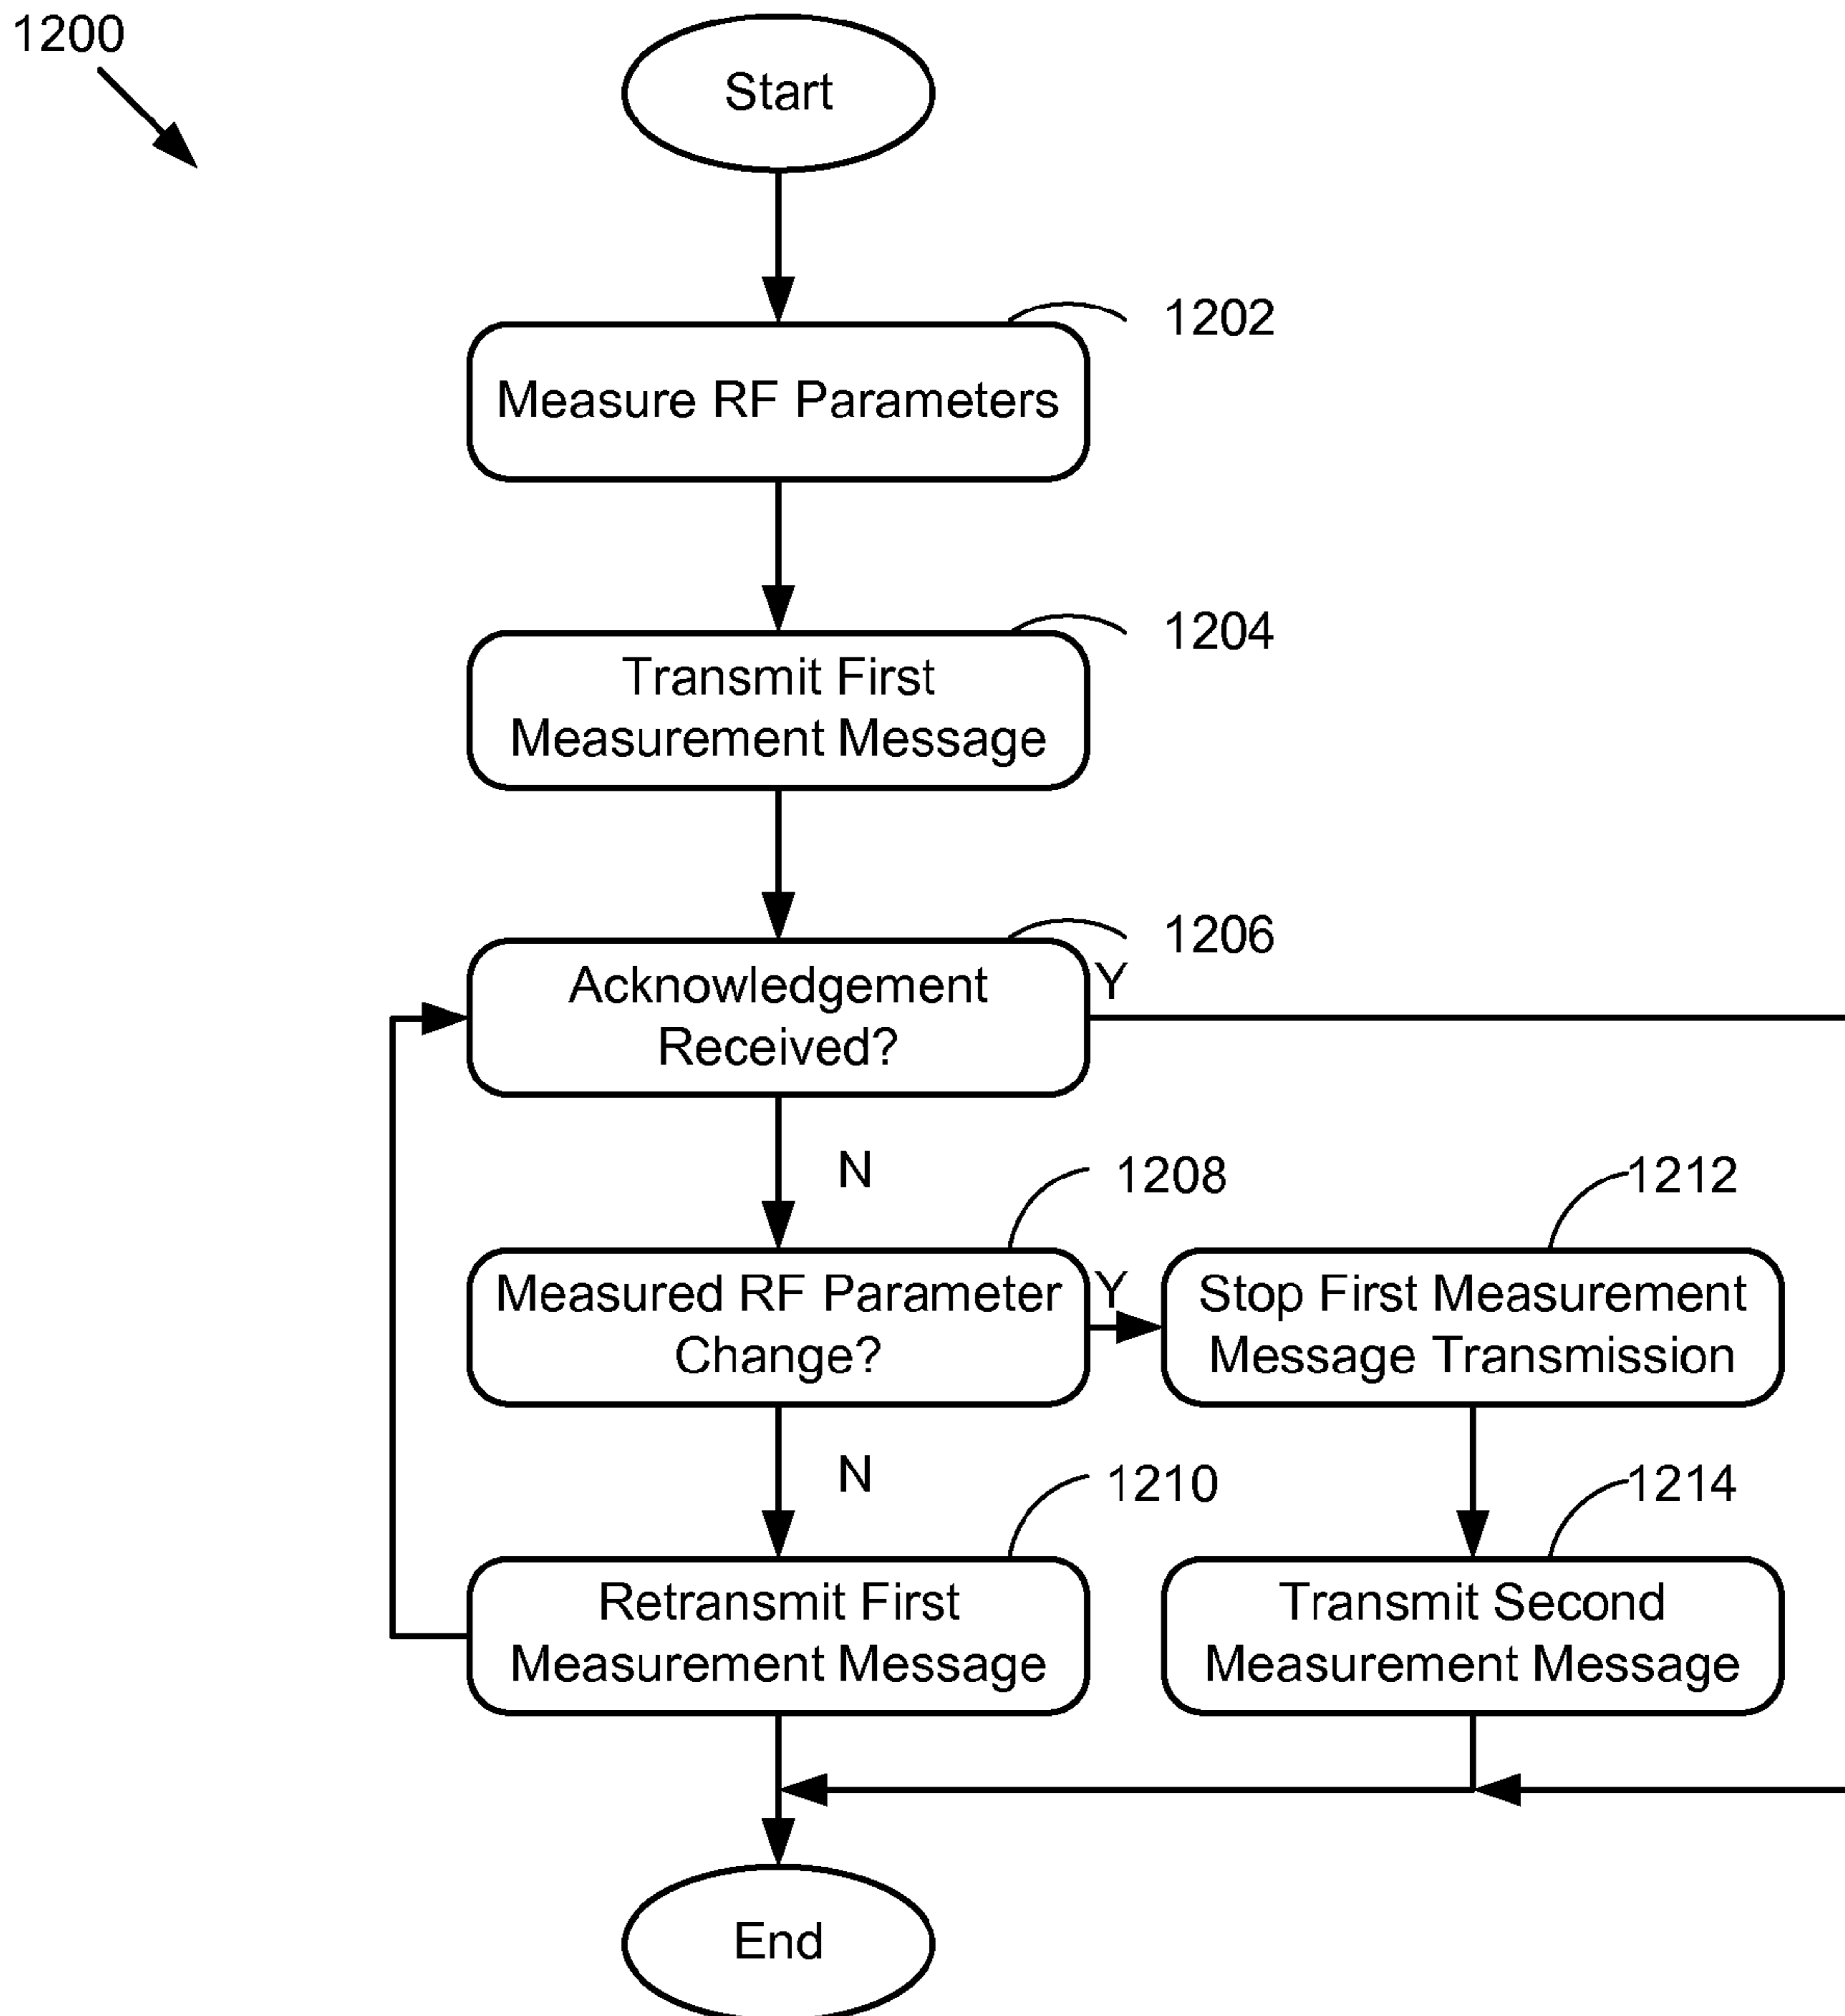 1200
Start
1202
Measure RF Parameters
1204
Transmit First
Measurement Message
1206
Acknowledgement
Received?
Y
N
1208
1212
Measured RF Parameter
Change?
Y
Stop First Measurement
Message Transmission
N
1210
1214
Retransmit First
Measurement Message
Transmit Second
Measurement Message
End